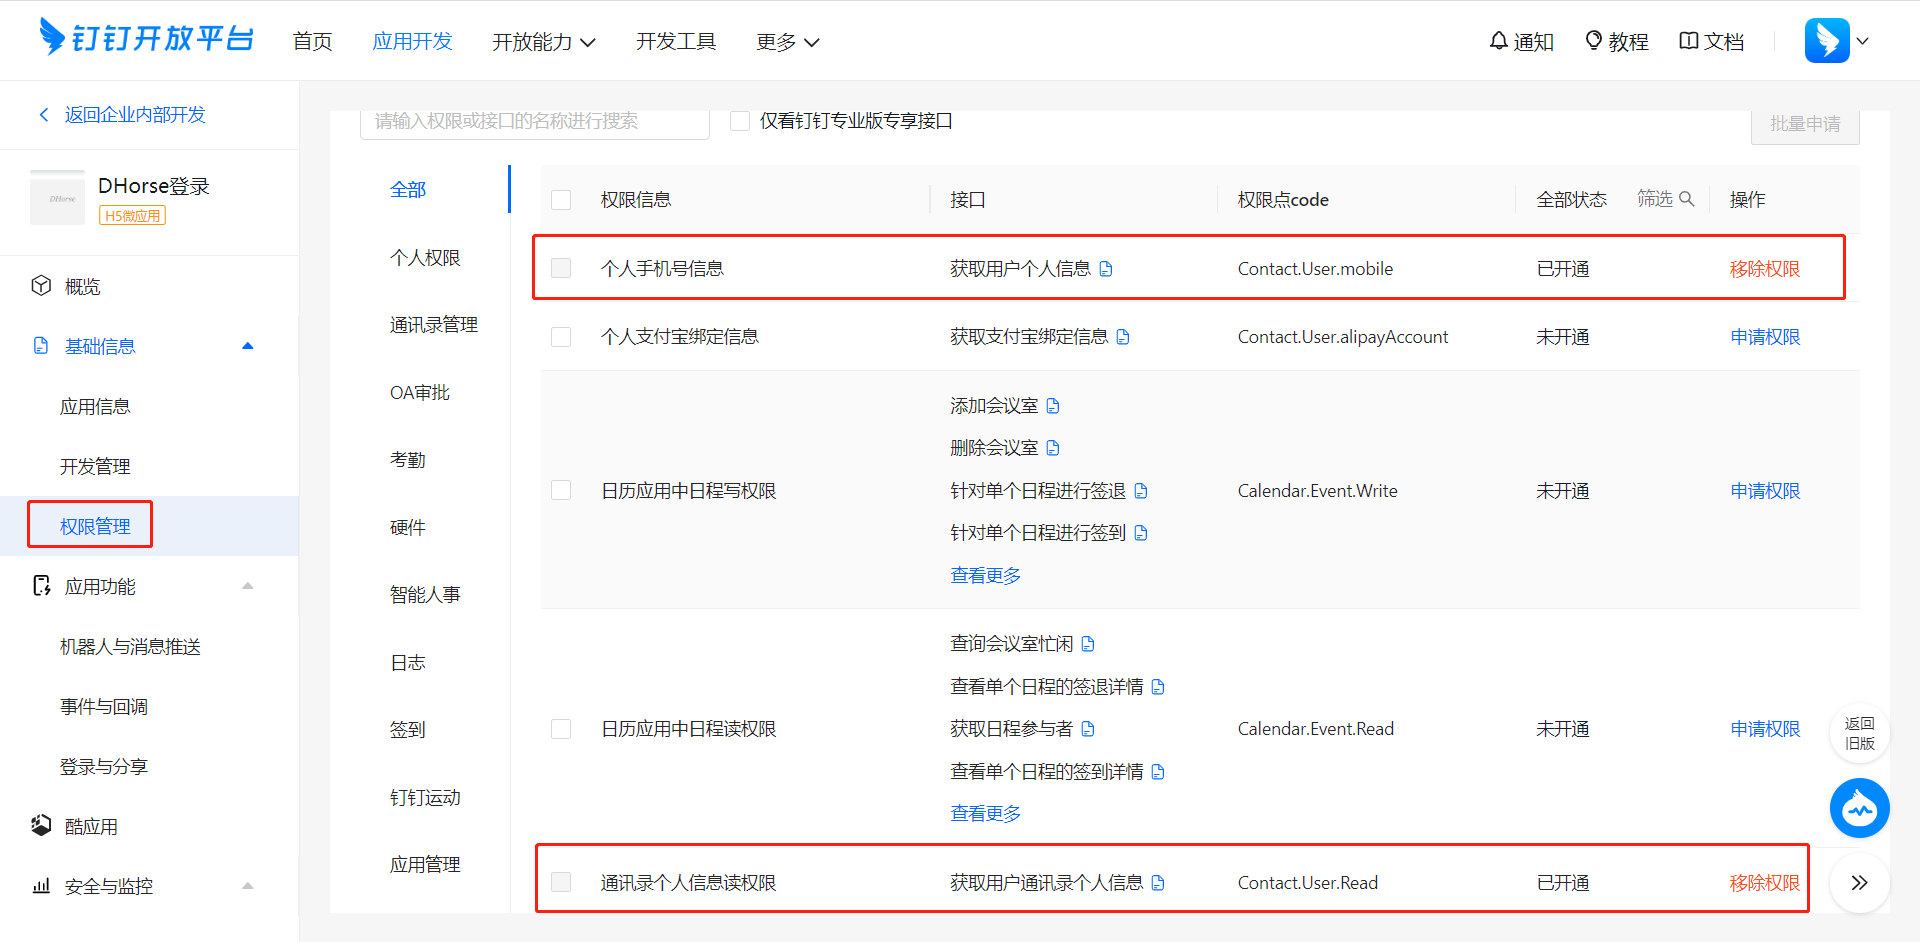 钉钉开放平台
首页
应用开发
开放能力
开发工具
更多
通知
教程
文档
返回企业内部开发
DHorse
DHorse登录
H5微应用
概览
基础信息
应用信息
开发管理
权限管理
应用功能
机器人与消息推送
事件与回调
登录与分享
酷应用
安全与监控
请输入权限或接口的名称进行搜索
仅看钉钉专业版专享接口
批量申请
全部
个人权限
通讯录管理
OA审批
考勤
硬件
智能人事
日志
签到
钉钉运动
应用管理
权限信息 接口 权限点code 全部状态 筛选 操作
个人手机号信息 获取用户个人信息 Contact.User.mobile 已开通 移除权限
个人支付宝绑定信息 获取支付宝绑定信息 Contact.User.alipayAccount 未开通 申请权限
添加会议室
删除会议室
日历应用中日程写权限 针对单个日程进行签退 Calendar.Event.Write 未开通 申请权限
针对单个日程进行签到
查看更多
查询会议室忙闲
查看单个日程的签退详情
日历应用中日程读权限 获取日程参与者 Calendar.Event.Read 未开通 申请权限
查看单个日程的签到详情
查看更多
通讯录个人信息读权限 获取用户通讯录个人信息 Contact.User.Read 已开通 移除权限
返回
旧版